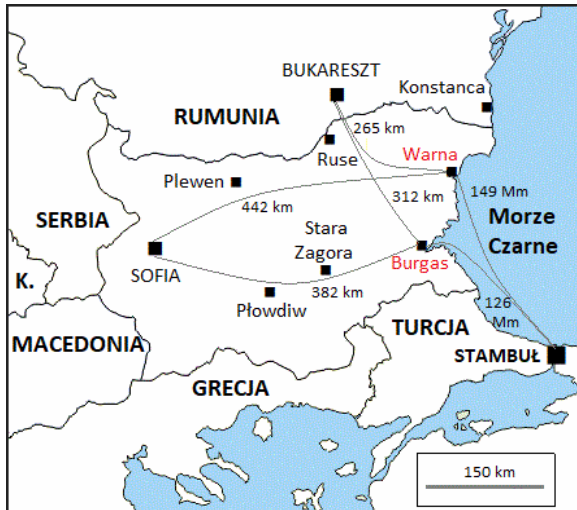 BUKARESZT
Konstanca
RUMUNIA
265 km
Ruse
Warna
Plewen
149 Mm
442 km
312 km
SERBIA
Stara
Zagora
Morze
Czarne
SOFIA
Burgas
K.
Płowdiw
382 km
126
Mm
TURCJA
MACEDONIA
STAMBUŁ
GRECJA
150 km